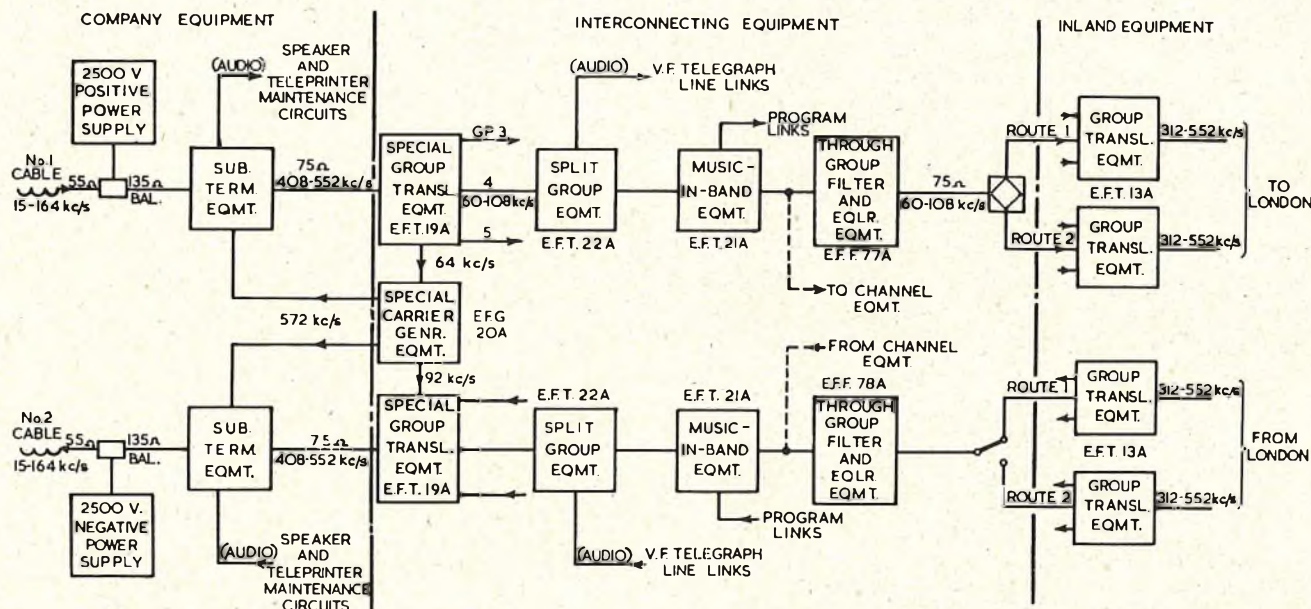 COMPANY EQUIPMENT
INTERCONNECTING EQUIPMENT
INLAND EQUIPMENT
2500 V
POSITIVE
POWER
SUPPLY
(AUDIO)
SPEAKER
AND
TELEPRINTER
MAINTENANCE
CIRCUITS
No.1
CABLE
15-164 kc/s
55Ω
135Ω
BAL.
SUB.
TERM.
EQMT.
75Ω
408-552 kc/s
SPECIAL
GROUP
TRANSL.
EQMT.
E.F.T.19A
GP 3
4
60-108 kc/s
5
(AUDIO)
V.F. TELEGRAPH
LINE LINKS
SPLIT
GROUP
EQMT.
E.F.T. 22A
PROGRAM
LINKS
MUSIC-
IN-BAND
EQMT.
E.F.T.21A
THROUGH
GROUP
FILTER
AND
EQLR.
EQMT.
E.F.F.77A
TO CHANNEL
EQMT.
75Ω
60-108 kc/s
ROUTE 1
ROUTE 2
GROUP
TRANSL.
EQMT.
312-552 kc/s
E.F.T. 13A
GROUP
TRANSL.
EQMT.
312-552 kc/s
TO
LONDON
64 kc/s
572 kc/s
SPECIAL
CARRIER
GENR.
EQMT.
EFG
20A
92 kc/s
No.2
CABLE
15-164 kc/s
55Ω
135Ω
BAL.
2500 V.
NEGATIVE
POWER
SUPPLY
SUB.
TERM.
EQMT.
75Ω
408-552 kc/s
(AUDIO)
SPEAKER
AND
TELEPRINTER
MAINTENANCE
CIRCUITS
SPECIAL
GROUP
TRANSL.
EQMT.
E.F.T. 19A
E.F.T. 22A
SPLIT
GROUP
EQMT.
(AUDIO)
V.F. TELEGRAPH
LINE LINKS
E.F.T. 21A
MUSIC-
IN-BAND
EQMT.
PROGRAM
LINKS
FROM CHANNEL
EQMT.
E.F.F. 78A
THROUGH
GROUP
FILTER
AND
EQLR.
EQMT.
ROUTE 1
ROUTE 2
GROUP
TRANSL.
EQMT.
312-552 kc/s
E.F.T. 13A
GROUP
TRANSL.
EQMT.
312-552 kc/s
FROM
LONDON